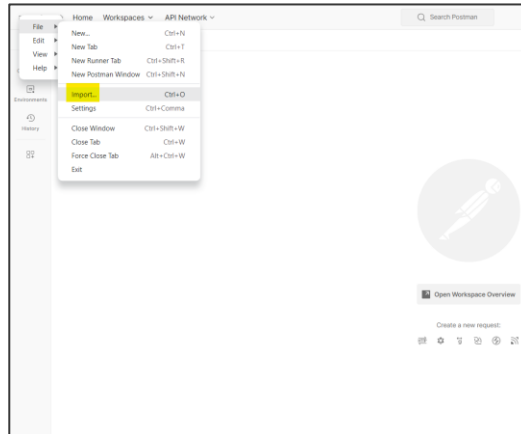 Home Workspaces API Network
Search Postman
File
Edit
View
Help
New... Ctrl+N
New Tab Ctrl+T
New Runner Tab Ctrl+Shift+R
New Postman Window Ctrl+Shift+N
Import... Ctrl+O
Settings Ctrl+Comma
Close Window Ctrl+Shift+W
Close Tab Ctrl+W
Force Close Tab Alt+Ctrl+W
Exit
Environments
History
Open Workspace Overview
Create a new request: